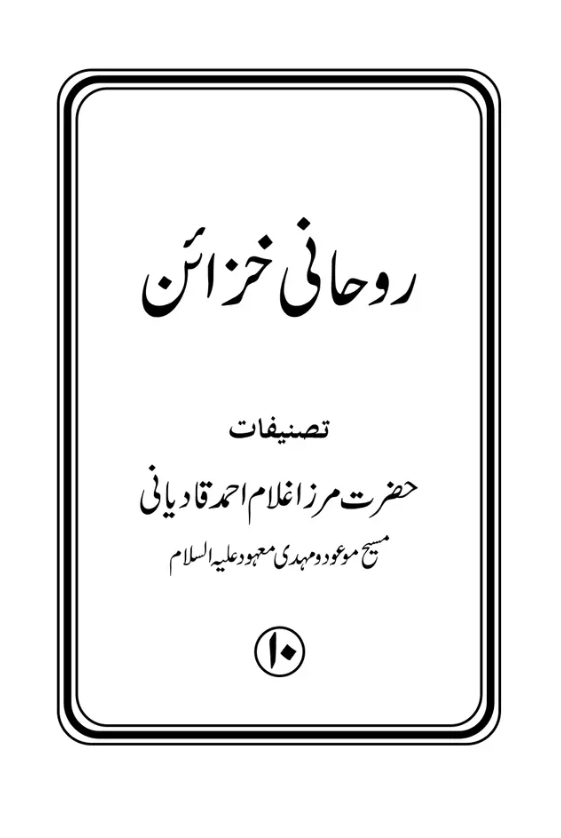 روحانی خزائن
تصنیفات
حضرت مرزا غلام احمد قادیانی
مسیح موعود و مہدی معہود علیہ السلام
۱۰